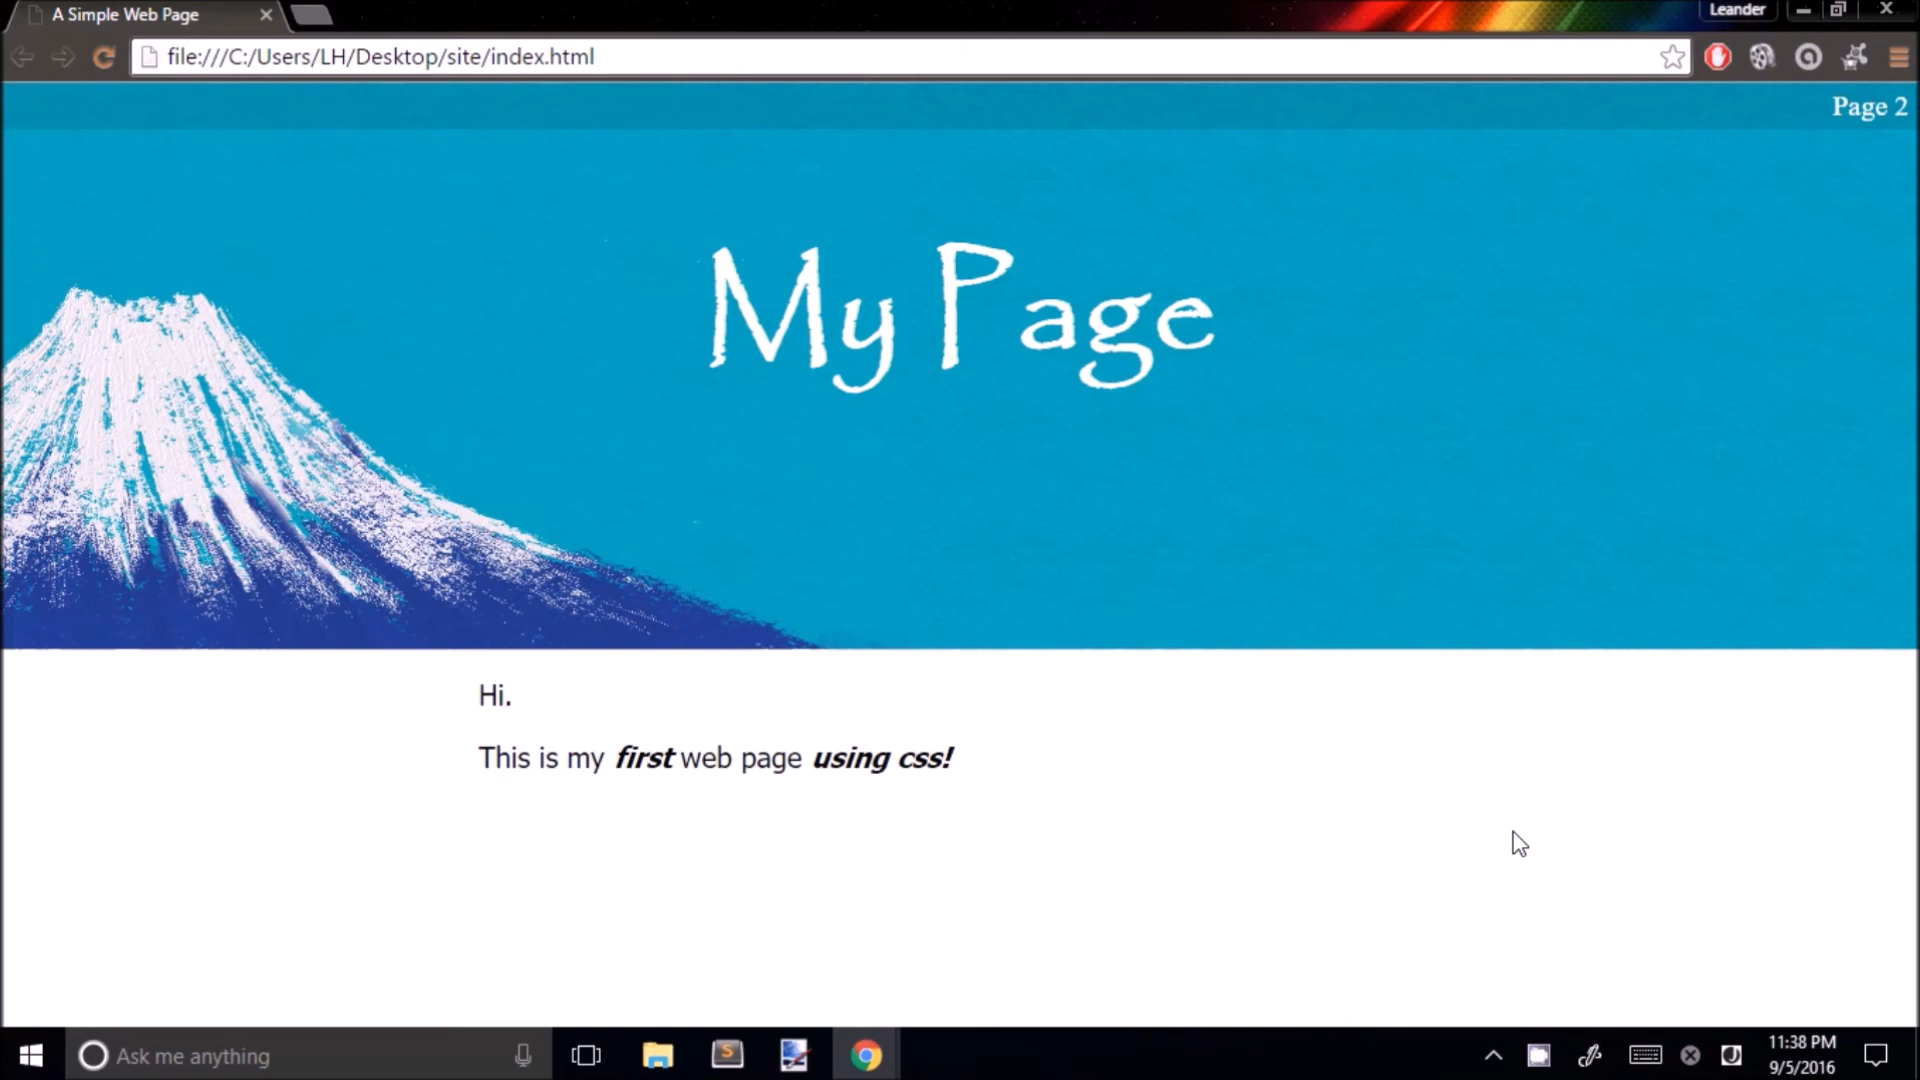 A Simple Web Page
Leander
file:///C:/Users/LH/Desktop/site/index.html
Page 2
My Page
Hi.
This is my first web page using css!
Ask me anything
11:38 PM
9/5/2016